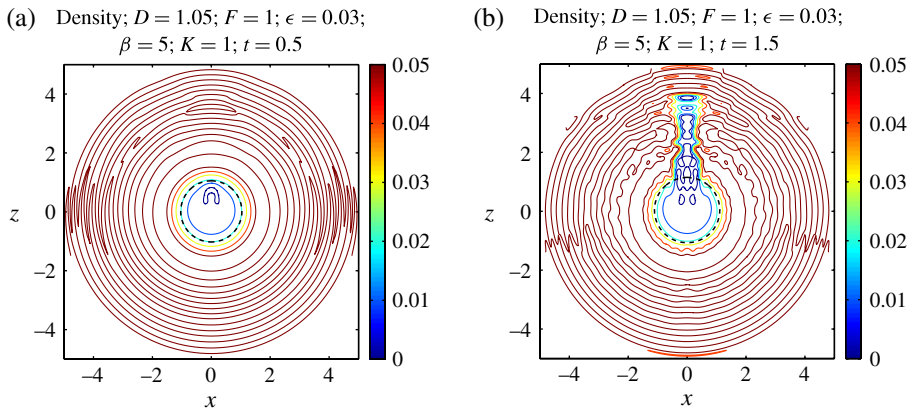 (a) Density; D = 1.05; F = 1; ϵ = 0.03;
β = 5; K = 1; t = 0.5
4
2
z 0
−2
−4
−4 −2 0 2 4
x
0.05
0.04
0.03
0.02
0.01
0
(b) Density; D = 1.05; F = 1; ϵ = 0.03;
β = 5; K = 1; t = 1.5
4
2
z 0
−2
−4
−4 −2 0 2 4
x
0.05
0.04
0.03
0.02
0.01
0